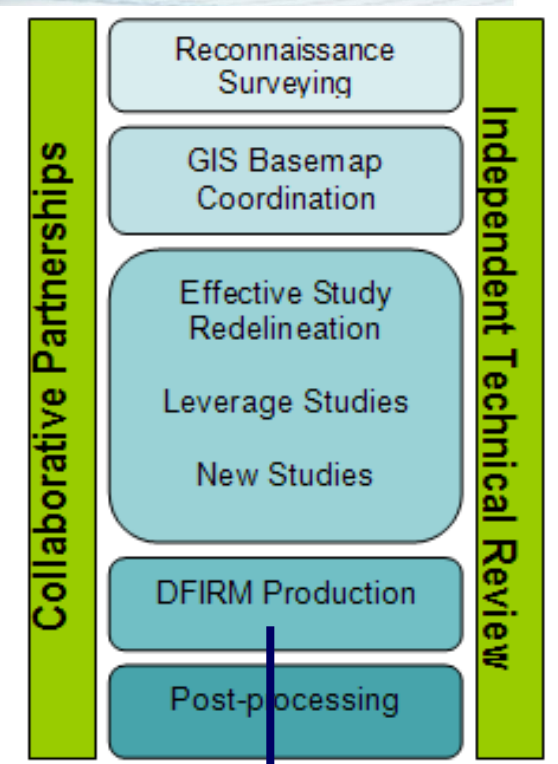 Collaborative Partnerships
Reconnaissance
Surveying
GIS Basemap
Coordination
Effective Study
Redelineation
Leverage Studies
New Studies
DFIRM Production
Post-processing
Independent Technical Review